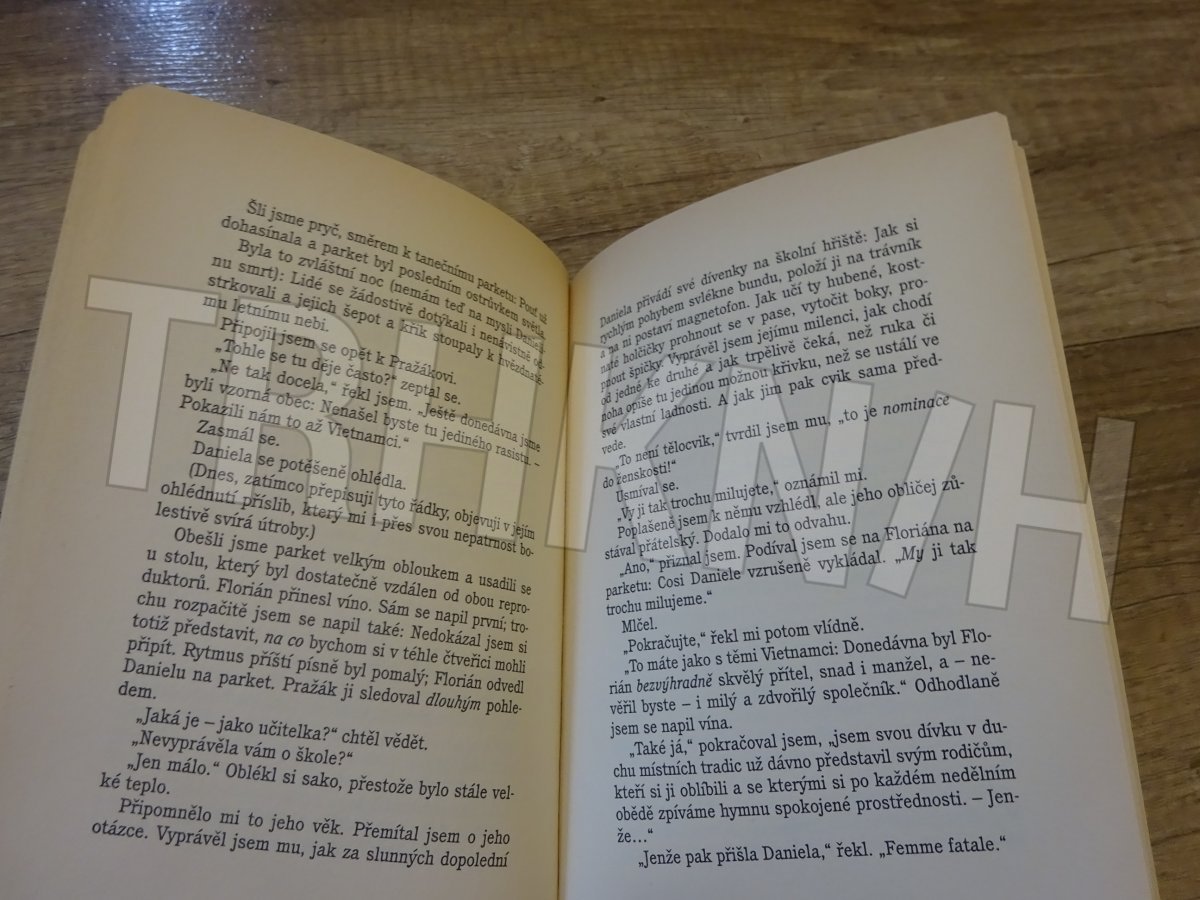 Šli jsme pryč, směrem k tanečnímu parketu: Pouť už
dohasínala a parket byl posledním ostrůvkem světla.
Byla to zvláštní noc (nemám teď na mysli Daniéli-
nu smrt): Lidé se žádostivě dotýkali i nenávistně od-
strkovali a jejich šepot a křik stoupaly k hvězdnaté-
mu letnímu nebi.
Připojil jsem se opět k Pražákovi.
„Tohle se tu děje často?“ zeptal se.
„Ne tak docela,“ řekl jsem. „Ještě donedávna jsme
byli vzorná obec: Nenašel byste tu jediného rasistu. –
Pokazili nám to až Vietnamci.“
Zasmál se.
Daniela se potěšeně ohlédla.
(Dnes, zatímco přepisuji tyto řádky, objevuji v jejím
ohlédnutí příslib, který mi i přes svou nepatrnost bo-
lestivě svírá útroby.)
Obešli jsme parket velkým obloukem a usadili se
u stolu, který byl dostatečně vzdálen od obou repro-
duktorů. Florián přinesl víno. Sám se napil první; tro-
chu rozpačitě jsem se napil také: Nedokázal jsem si
totiž představit, na co bychom si v téhle čtveřici mohli
připít. Rytmus příští písně byl pomalý; Florián odvedl
Danielu na parket. Pražák ji sledoval dlouhým pohle-
dem.
„Jaká je – jako učitelka?“ chtěl vědět.
„Nevyprávěla vám o škole?“
„Jen málo.“ Oblékl si sako, přestože bylo stále vel-
ké teplo.
Připomnělo mi to jeho věk. Přemítal jsem o jeho
otázce. Vyprávěl jsem mu, jak za slunných dopolední
Daniela přivádí své dívenky na školní hřiště: Jak si
rychlým pohybem svlékne bundu, položí ji na trávník
a na ni postaví magnetofon. Jak učí ty hubené, kost-
naté holčičky prohnout se v pase, vytočit boky, pro-
pnout špičky. Vyprávěl jsem jejímu milenci, jak chodí
od jedné ke druhé a jak trpělivě čeká, než ruka či
noha opíše tu jedinou možnou křivku, než se ustálí ve
své vlastní ladnosti. A jak jim pak cvik sama před-
vede.
„To není tělocvik,“ tvrdil jsem mu, „to je nominace
do ženskosti!“
Usmíval se.
„Vy ji tak trochu milujete,“ oznámil mi.
Poplašeně jsem k němu vzhlédl, ale jeho obličej zů-
stával přátelský. Dodalo mi to odvahu.
„Ano,“ přiznal jsem. Podíval jsem se na Floriána na
parketu: Cosi Daniele vzrušeně vykládal. „My ji tak
trochu milujeme.“
Mlčel.
„Pokračujte,“ řekl mi potom vlídně.
„To máte jako s těmi Vietnamci: Donedávna byl Flo-
rián bezvýhradně skvělý přítel, snad i manžel, a – ne-
věřil byste – i milý a zdvořilý společník.“ Odhodlaně
jsem se napil vína.
„Také já,“ pokračoval jsem, „jsem svou dívku v du-
chu místních tradic už dávno představil svým rodičům,
kteří si ji oblíbili a se kterými si po každém nedělním
obědě zpíváme hymnu spokojené prostřednosti. – Jen-
že…“
„Jenže pak přišla Daniela,“ řekl. „Femme fatale.“
TRHKNIH